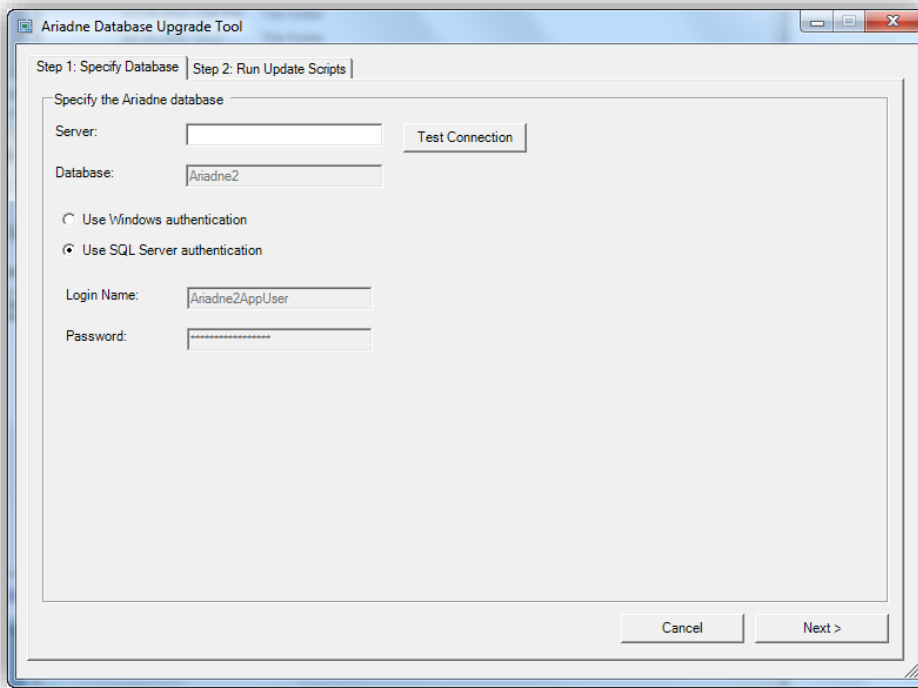 Ariadne Database Upgrade Tool
Step 1: Specify Database Step 2: Run Update Scripts
Specify the Ariadne database
Server: Test Connection
Database: Ariadne2
Use Windows authentication
Use SQL Server authentication
Login Name: Ariadne2AppUser
Password: *****************
Cancel Next >